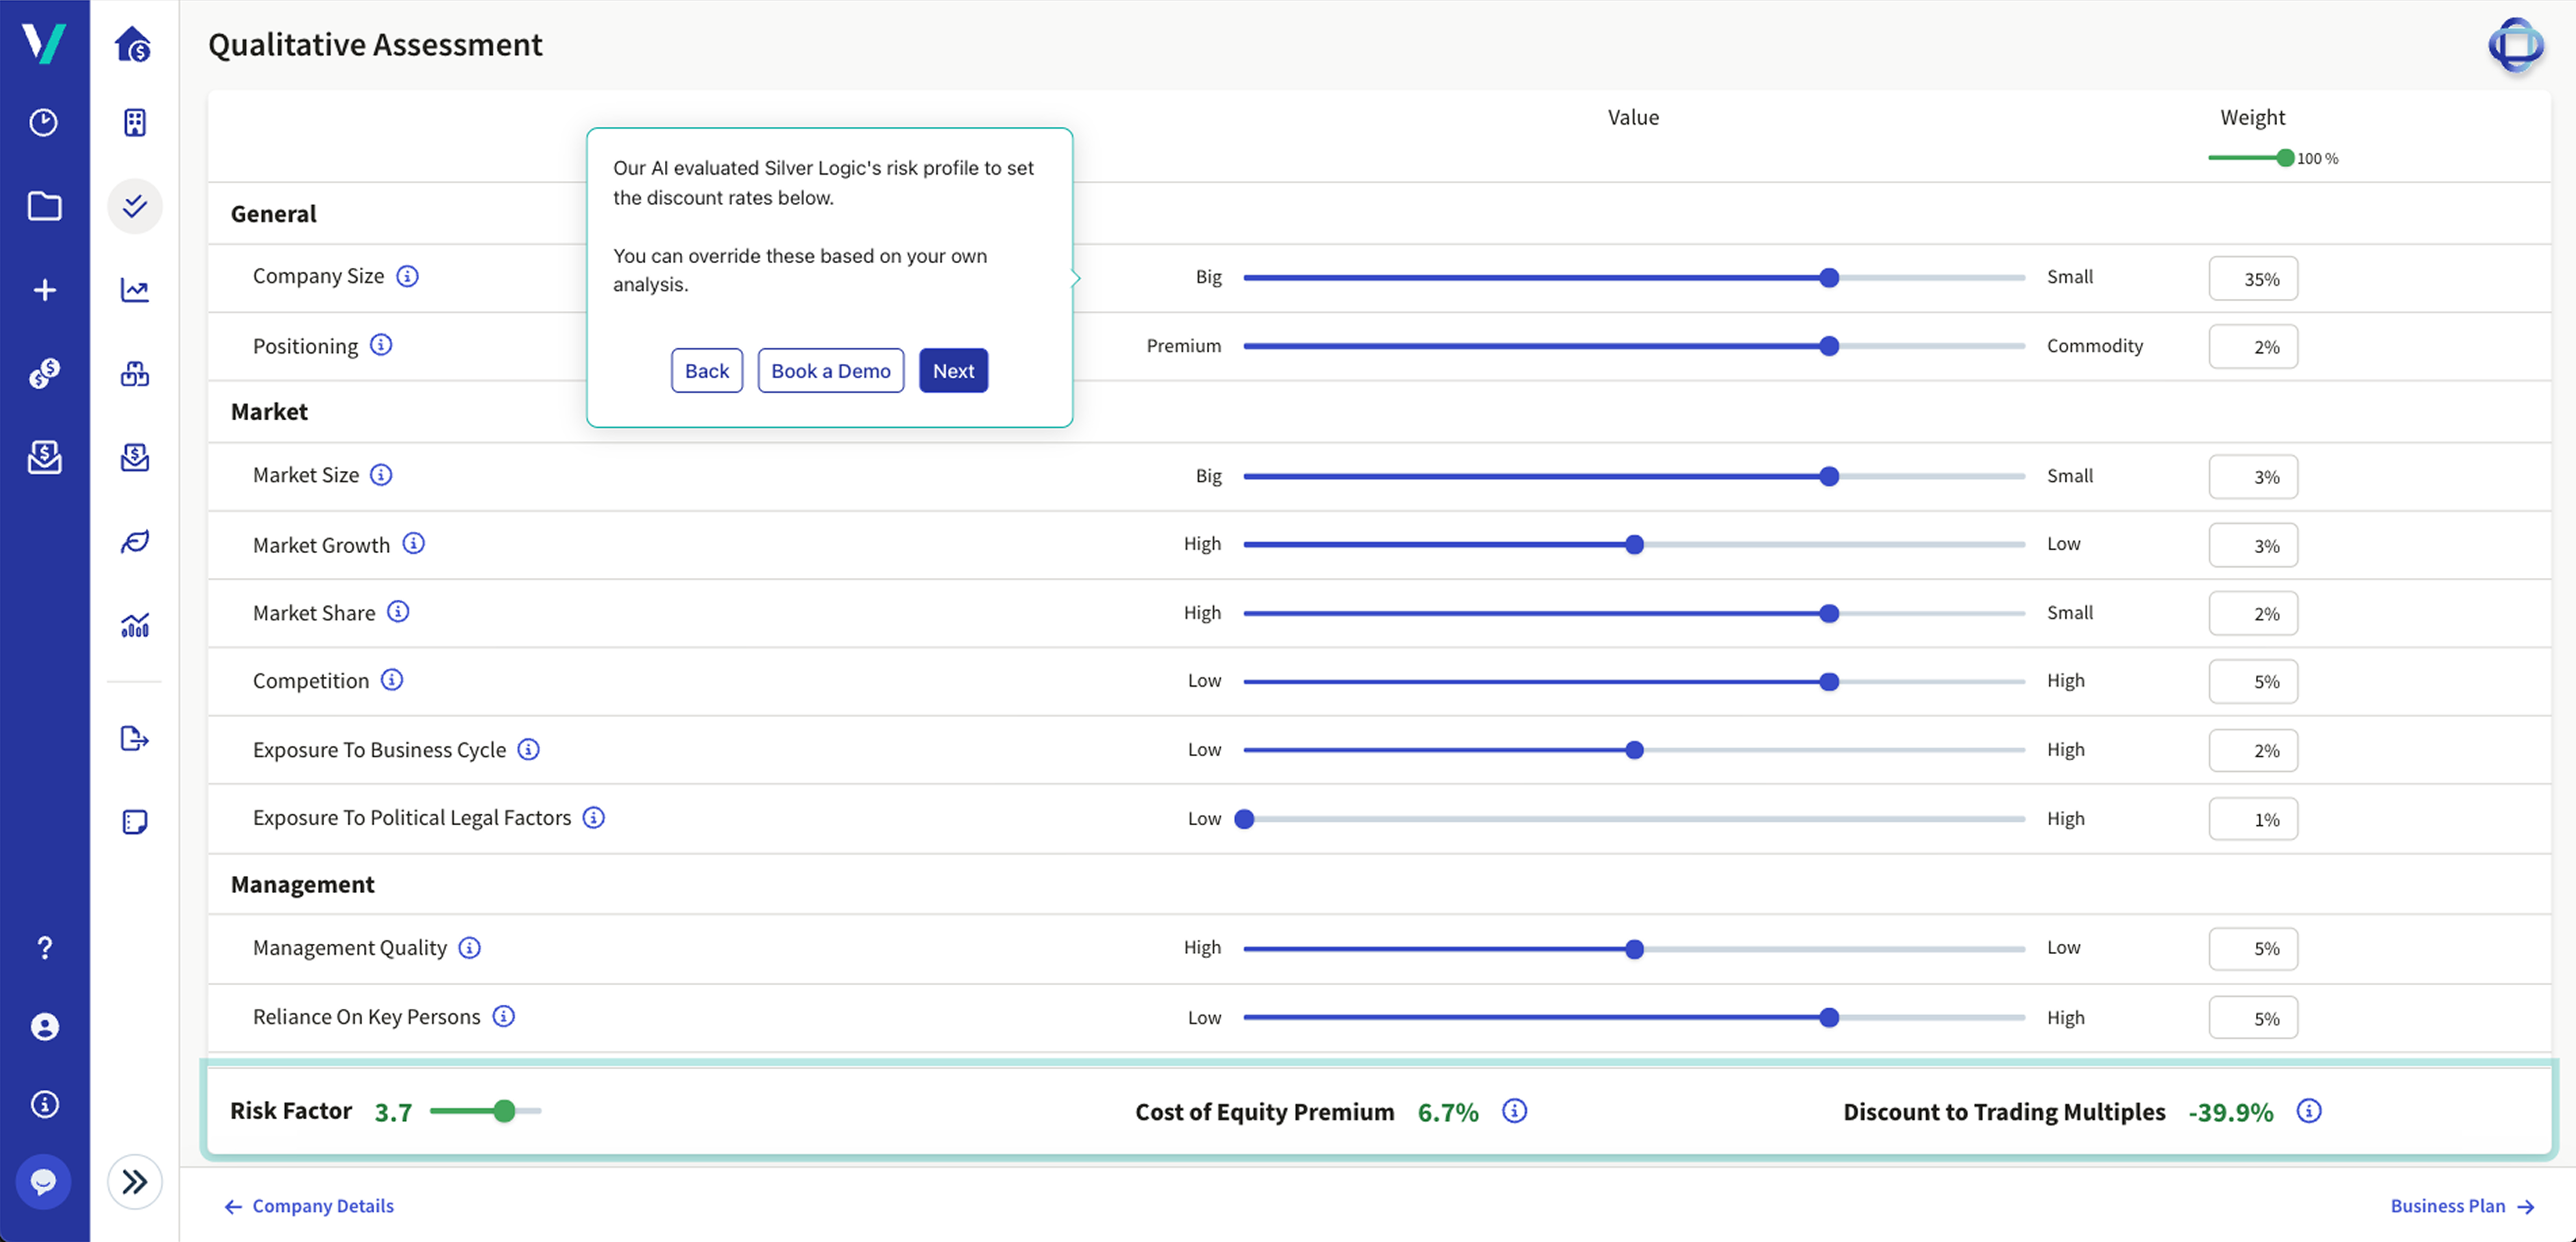 Qualitative Assessment
Value
Weight
100 %
Our AI evaluated Silver Logic's risk profile to set
the discount rates below.
You can override these based on your own
analysis.
Back
Book a Demo
Next
General
Company Size
Big
Small
35%
Positioning
Premium
Commodity
2%
Market
Market Size
Big
Small
3%
Market Growth
High
Low
3%
Market Share
High
Small
2%
Competition
Low
High
5%
Exposure To Business Cycle
Low
High
2%
Exposure To Political Legal Factors
Low
High
1%
Management
Management Quality
High
Low
5%
Reliance On Key Persons
Low
High
5%
Risk Factor 3.7
Cost of Equity Premium 6.7%
Discount to Trading Multiples -39.9%
Company Details
Business Plan